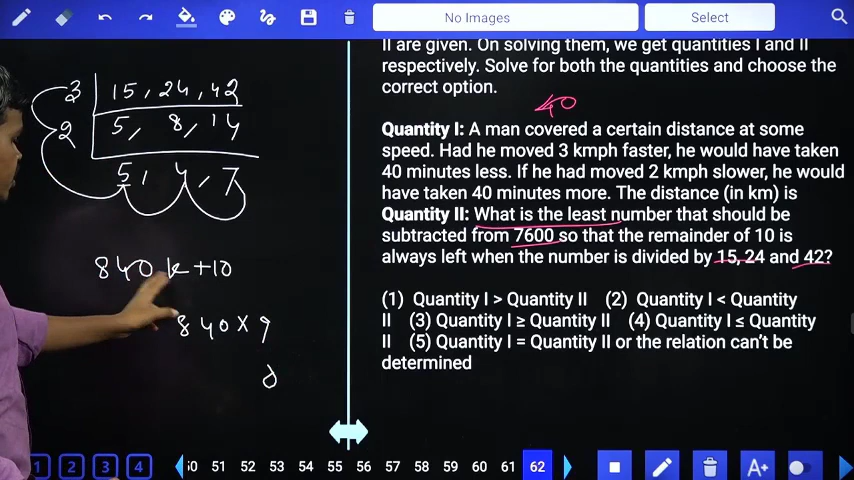 No Images
Select
II are given. On solving them, we get quantities I and II
respectively. Solve for both the quantities and choose the
correct option.
40
Quantity I: A man covered a certain distance at some
speed. Had he moved 3 kmph faster, he would have taken
40 minutes less. If he had moved 2 kmph slower, he would
have taken 40 minutes more. The distance (in km) is
Quantity II: What is the least number that should be
subtracted from 7600 so that the remainder of 10 is
always left when the number is divided by 15, 24 and 42?
(1) Quantity I > Quantity II (2) Quantity I < Quantity
II (3) Quantity I ≥ Quantity II (4) Quantity I ≤ Quantity
II (5) Quantity I = Quantity II or the relation can't be
determined
3 15, 24, 42
2 5, 8, 14
5, 4, 7
840 k +10
840 x 9
1 2 3 4 50 51 52 53 54 55 56 57 58 59 60 61 62 A+